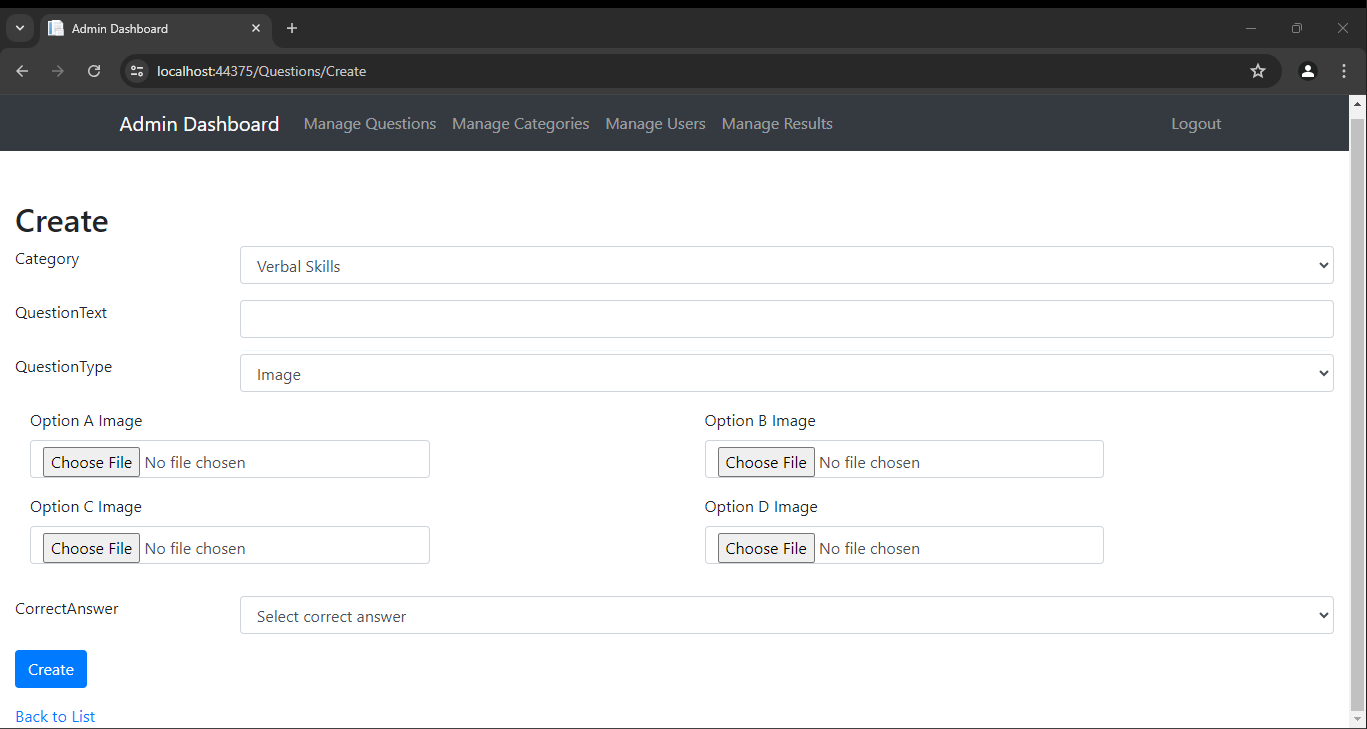 Admin Dashboard
localhost:44375/Questions/Create
Admin Dashboard Manage Questions Manage Categories Manage Users Manage Results Logout
Create
Category Verbal Skills
QuestionText
QuestionType Image
Option A Image Option B Image
Choose File No file chosen Choose File No file chosen
Option C Image Option D Image
Choose File No file chosen Choose File No file chosen
CorrectAnswer Select correct answer
Create
Back to List